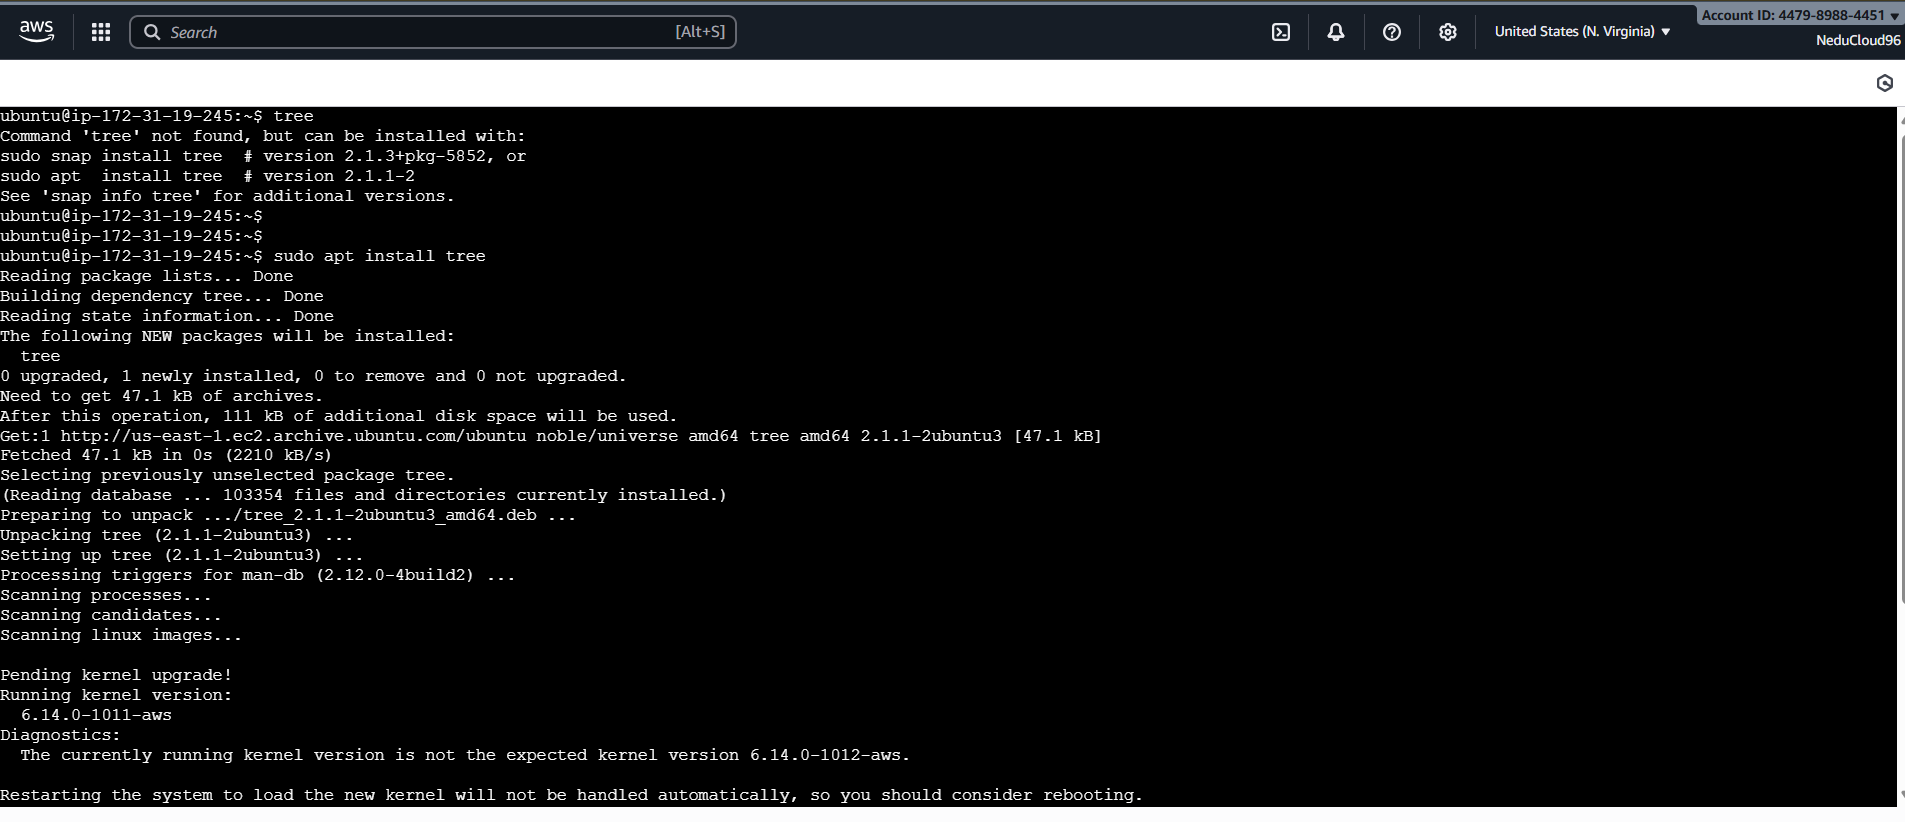 aws
Search
[Alt+S]
United States (N. Virginia)
Account ID: 4479-8988-4451
NeduCloud96
ubuntu@ip-172-31-19-245:~$ tree
Command 'tree' not found, but can be installed with:
sudo snap install tree  # version 2.1.3+pkg-5852, or
sudo apt  install tree  # version 2.1.1-2
See 'snap info tree' for additional versions.
ubuntu@ip-172-31-19-245:~$
ubuntu@ip-172-31-19-245:~$
ubuntu@ip-172-31-19-245:~$ sudo apt install tree
Reading package lists... Done
Building dependency tree... Done
Reading state information... Done
The following NEW packages will be installed:
  tree
0 upgraded, 1 newly installed, 0 to remove and 0 not upgraded.
Need to get 47.1 kB of archives.
After this operation, 111 kB of additional disk space will be used.
Get:1 http://us-east-1.ec2.archive.ubuntu.com/ubuntu noble/universe amd64 tree amd64 2.1.1-2ubuntu3 [47.1 kB]
Fetched 47.1 kB in 0s (2210 kB/s)
Selecting previously unselected package tree.
(Reading database ... 103354 files and directories currently installed.)
Preparing to unpack .../tree_2.1.1-2ubuntu3_amd64.deb ...
Unpacking tree (2.1.1-2ubuntu3) ...
Setting up tree (2.1.1-2ubuntu3) ...
Processing triggers for man-db (2.12.0-4build2) ...
Scanning processes...
Scanning candidates...
Scanning linux images...
Pending kernel upgrade!
Running kernel version:
  6.14.0-1011-aws
Diagnostics:
  The currently running kernel version is not the expected kernel version 6.14.0-1012-aws.
Restarting the system to load the new kernel will not be handled automatically, so you should consider rebooting.